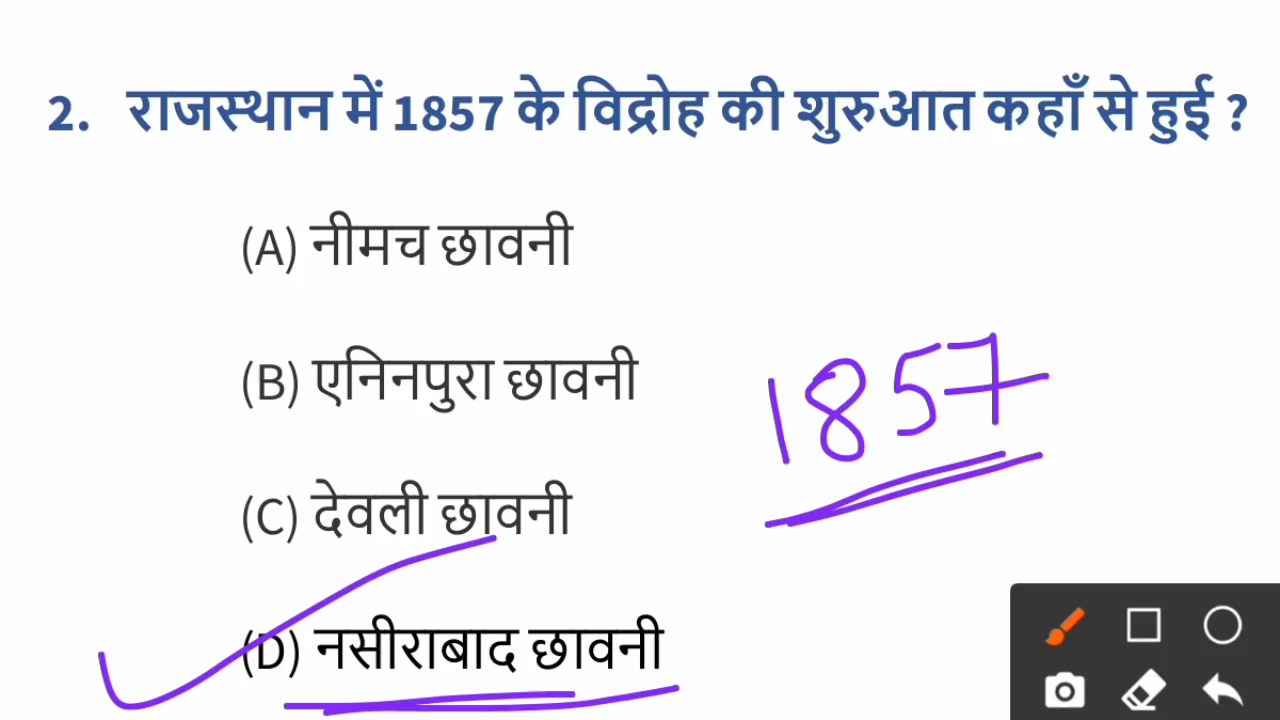 2. राजस्थान में 1857 के विद्रोह की शुरुआत कहाँ से हुई ?
(A) नीमच छावनी
(B) एनिनपुरा छावनी
1857
(C) देवली छावनी
(D) नसीराबाद छावनी